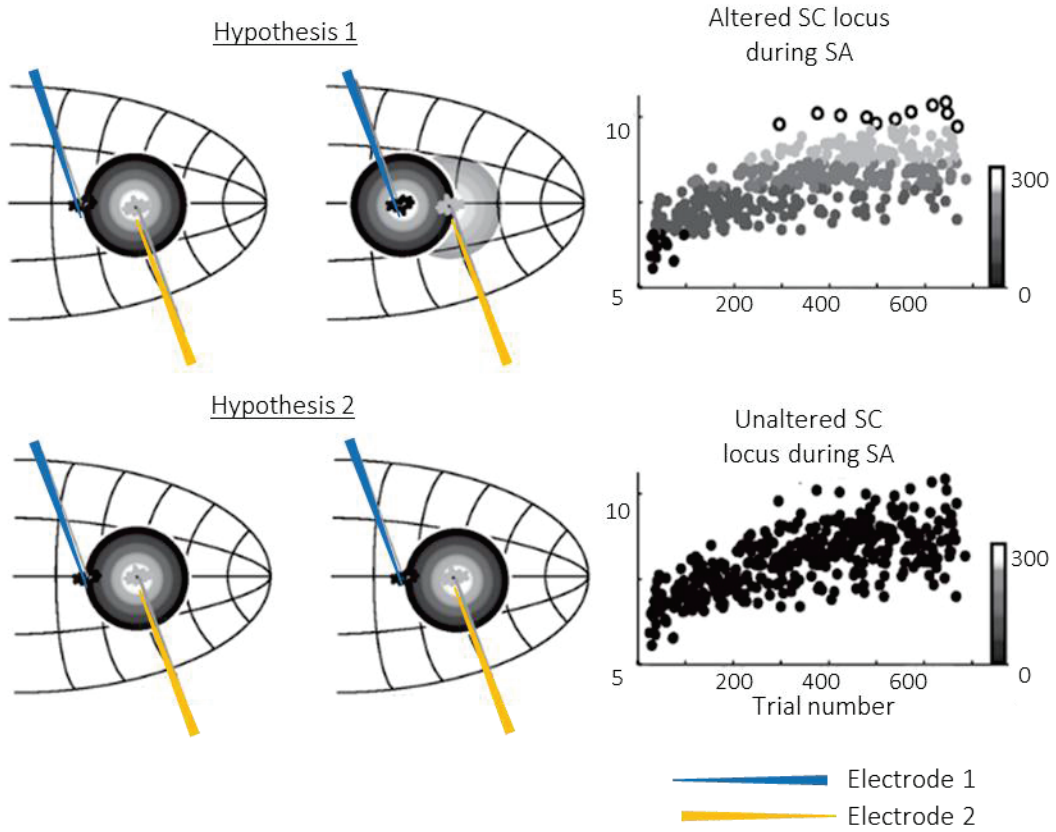 Hypothesis 1
Altered SC locus
during SA
10
5
200 400 600
300
0
Hypothesis 2
Unaltered SC
locus during SA
10
5
200 400 600
Trial number
300
0
Electrode 1
Electrode 2